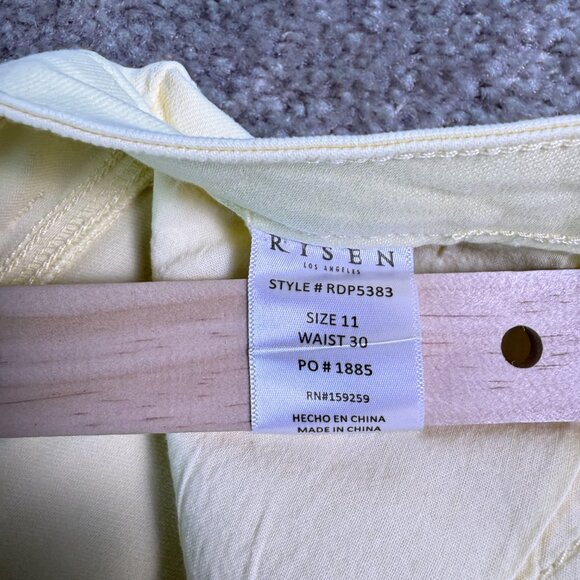 RISEN
LOS ANGELES
STYLE # RDP5383
SIZE 11
WAIST 30
PO # 1885
RN#159259
HECHO EN CHINA
MADE IN CHINA